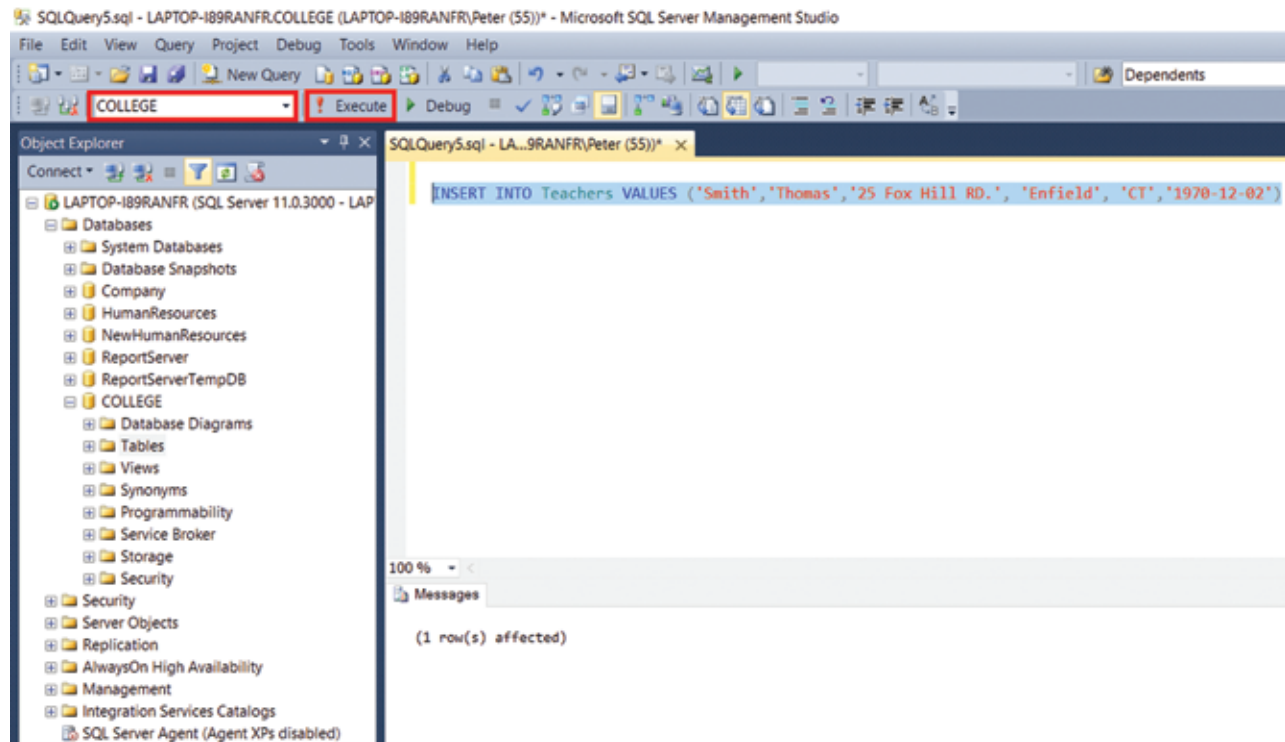 SQLQuery5.sql - LAPTOP-I89RANFR.COLLEGE (LAPTOP-I89RANFR\Peter (55))* - Microsoft SQL Server Management Studio
File Edit View Query Project Debug Tools Window Help
New Query Dependents
COLLEGE Execute Debug
Object Explorer
Connect
LAPTOP-I89RANFR (SQL Server 11.0.3000 - LAP
Databases
System Databases
Database Snapshots
Company
HumanResources
NewHumanResources
ReportServer
ReportServerTempDB
COLLEGE
Database Diagrams
Tables
Views
Synonyms
Programmability
Service Broker
Storage
Security
Security
Server Objects
Replication
AlwaysOn High Availability
Management
Integration Services Catalogs
SQL Server Agent (Agent XPs disabled)
SQLQuery5.sql - LA...9RANFR\Peter (55))*
INSERT INTO Teachers VALUES ('Smith','Thomas','25 Fox Hill RD.', 'Enfield', 'CT','1970-12-02')
100 %
Messages
(1 row(s) affected)